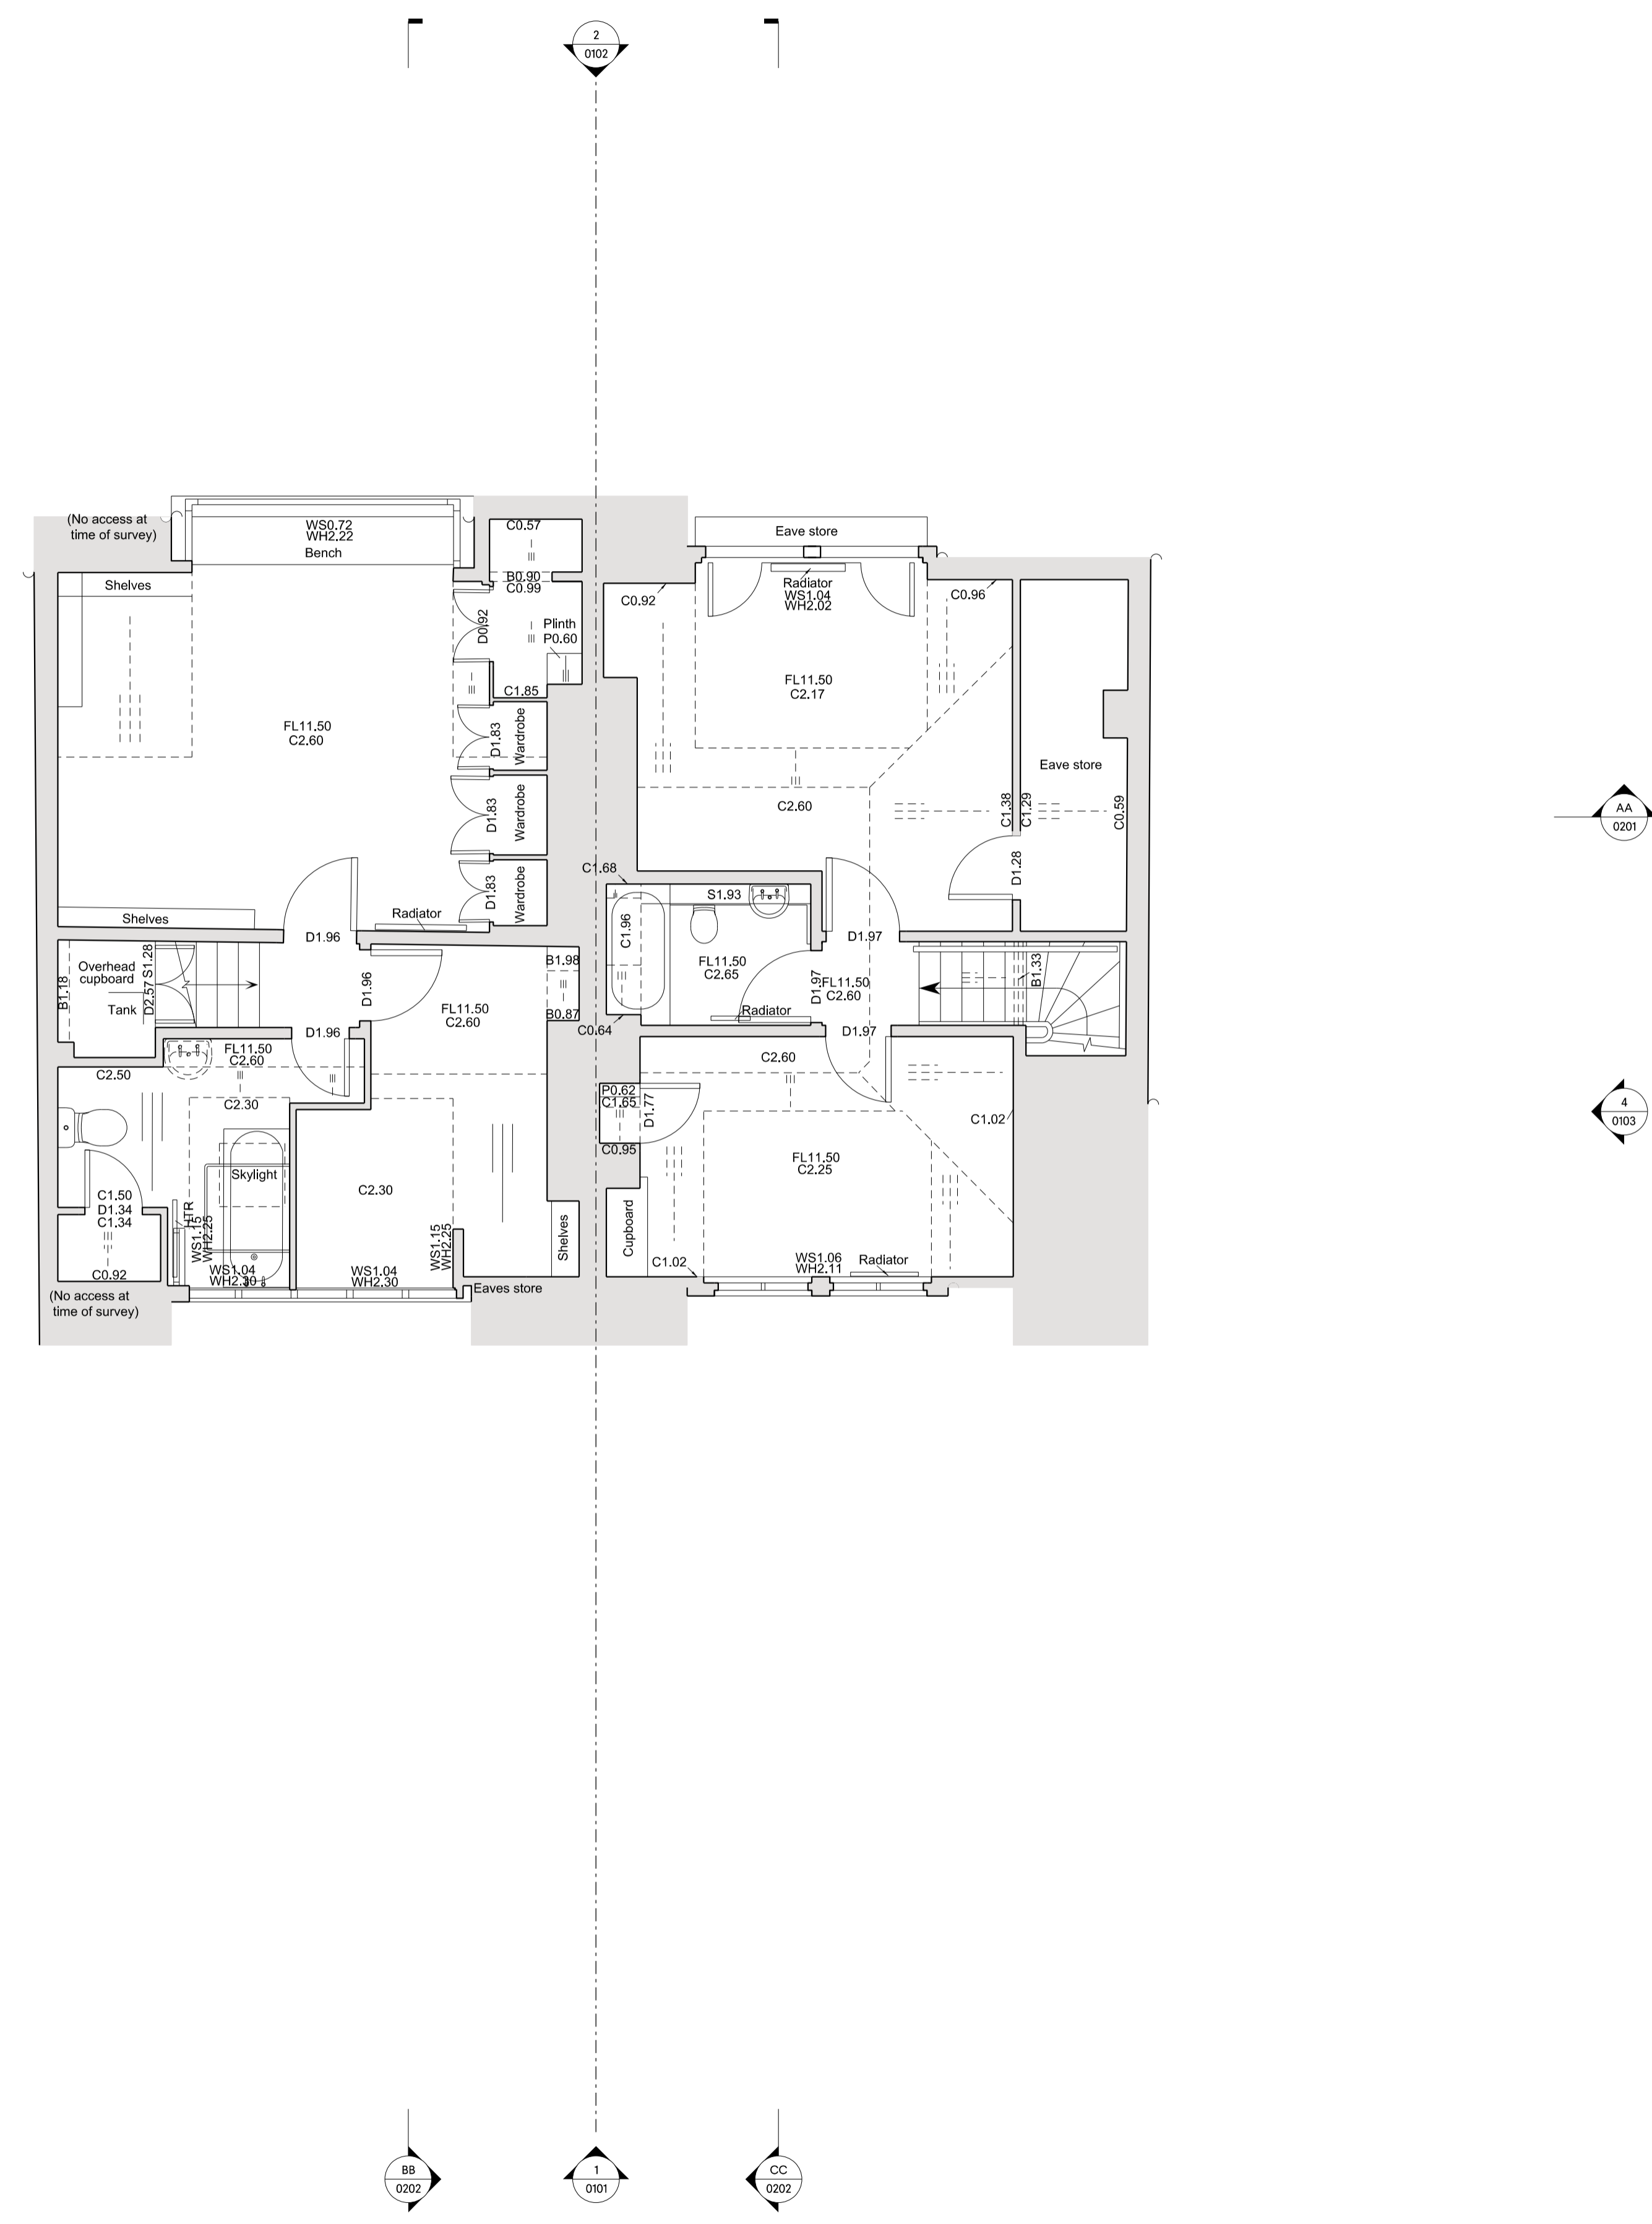 2
0102
(No access at
time of survey)
WS0.72
WH2.22
Bench
C0.57
Eave store
Shelves
B0.90
C0.99
C0.92
Radiator
WS1.04
WH2.02
C0.96
D0.92
Plinth
P0.60
C1.85
FL11.50
C2.17
FL11.50
C2.60
D1.83
Wardrobe
Eave store
D1.83
Wardrobe
C2.60
C1.38
C1.29
C0.59
AA
0201
D1.83
Wardrobe
C1.68
D1.28
Shelves
Radiator
S1.93
C1.96
D1.96
D1.97
Overhead
cupboard
Tank
B1.18
D2.57 S1.28
D1.96
B1.98
B0.87
FL11.50
C2.60
FL11.50
C2.65
D1.97
FL11.50
C2.60
B1.33
Radiator
D1.96
C0.64
D1.97
FL11.50
C2.60
C2.50
C2.30
C2.60
P0.62
C1.65
D1.77
C0.95
C1.02
4
0103
Skylight
C2.30
FL11.50
C2.25
C1.50
D1.34
C1.34
HTR
WS1.15
WH2.25
WS1.15
WH2.25
Shelves
Cupboard
C0.92
WS1.04
WH2.30
WS1.04
WH2.30
Eaves store
C1.02
WS1.06
WH2.11
Radiator
(No access at
time of survey)
BB
0202
1
0101
CC
0202